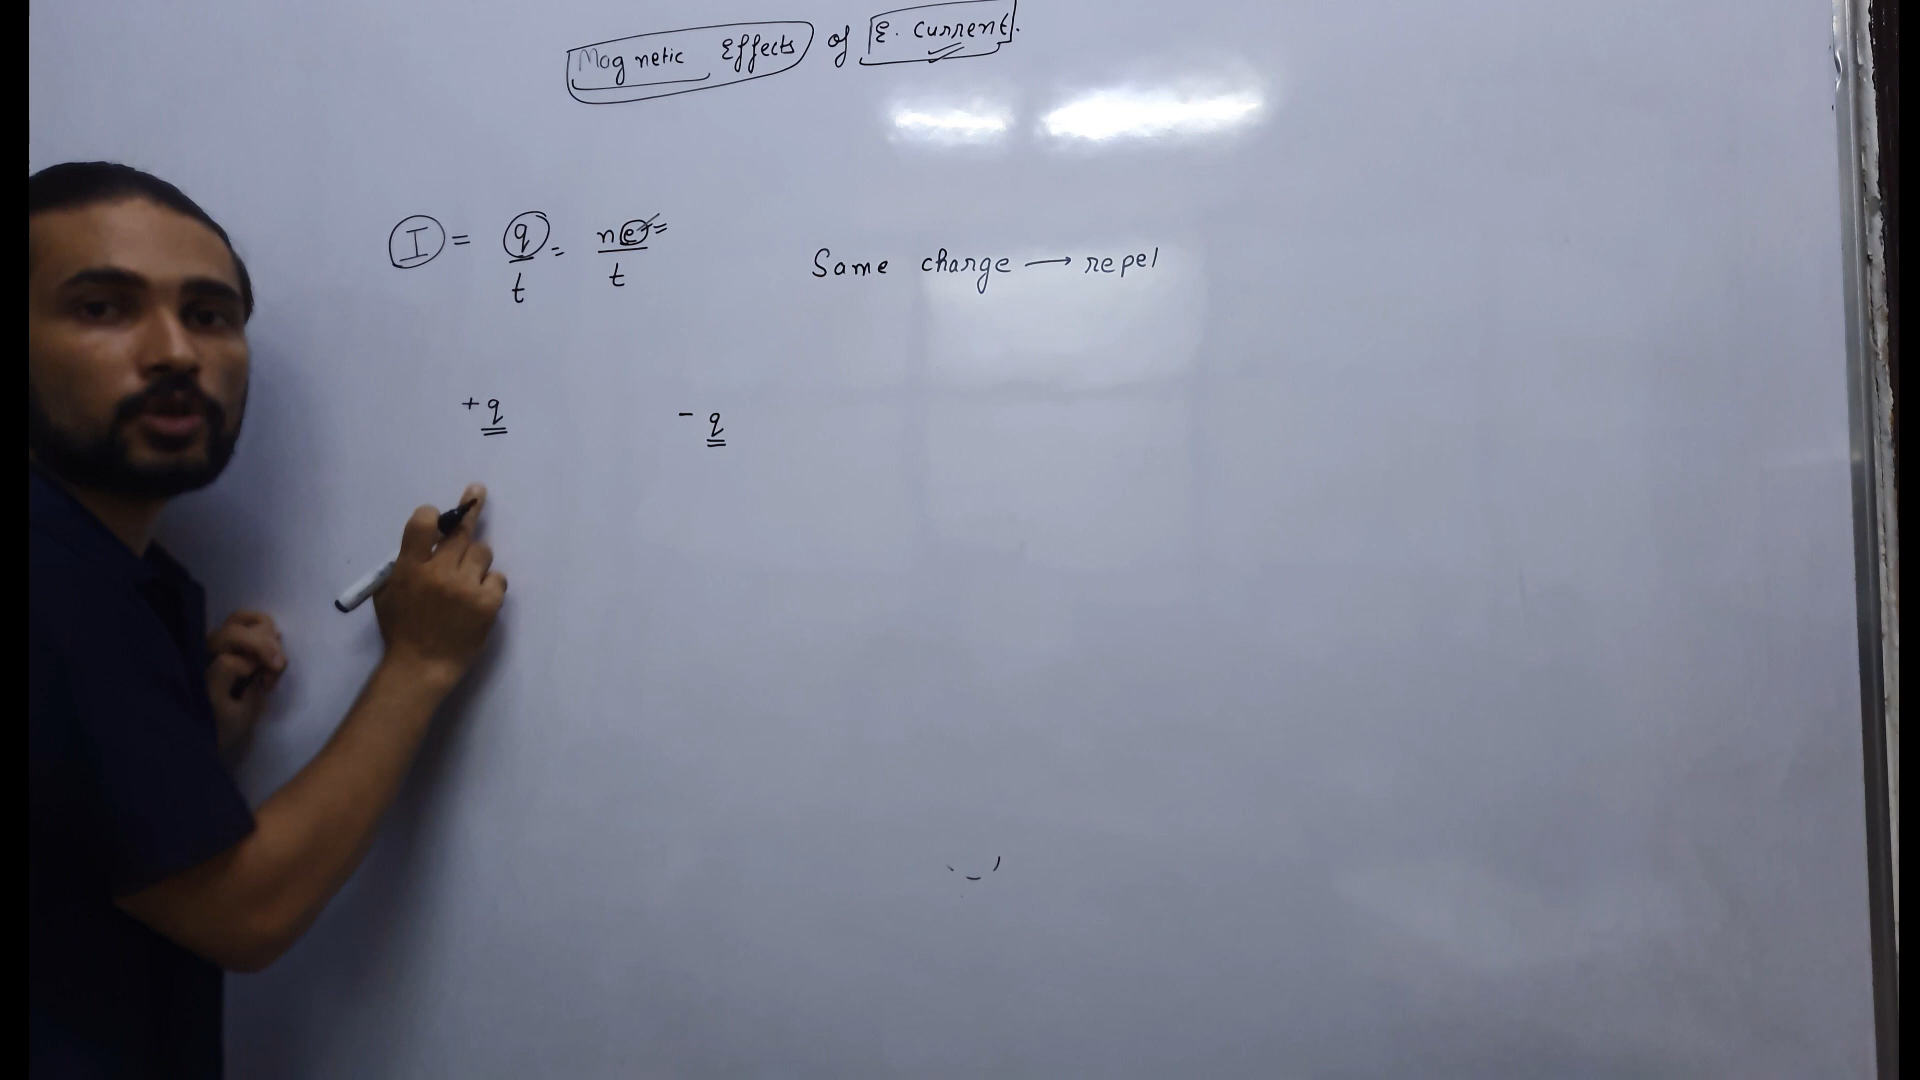 Magnetic Effects of E. Current.
I = q/t = ne/t =
Same charge → repel
+q
-q